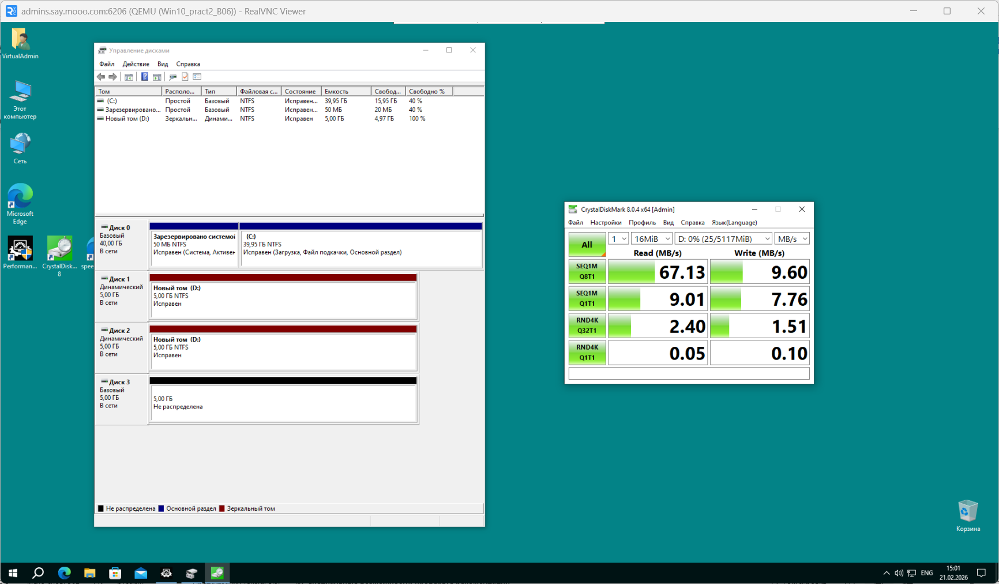 admins.say.mooo.com:6206 (QEMU (Win10_pract2_B06)) - RealVNC Viewer
VirtualAdmin
Этот
компьютер
Сеть
Microsoft
Edge
Performan...
CrystalDisk...
8
spee
Управление дисками
Файл Действие Вид Справка
Том Располо... Тип Файловая с... Состояние Емкость Свобод... Свободно %
(C:) Простой Базовый NTFS Исправен... 39,95 ГБ 15,95 ГБ 40 %
Зарезервировано... Простой Базовый NTFS Исправен... 50 МБ 20 МБ 40 %
Новый том (D:) Зеркальн... Динами... NTFS Исправен 5,00 ГБ 4,97 ГБ 100 %
Диск 0
Базовый
40,00 ГБ
В сети
Зарезервировано системой
50 МБ NTFS
Исправен (Система, Активен
(C:)
39,95 ГБ NTFS
Исправен (Загрузка, Файл подкачки, Основной раздел)
Диск 1
Динамический
5,00 ГБ
В сети
Новый том (D:)
5,00 ГБ NTFS
Исправен
Диск 2
Динамический
5,00 ГБ
В сети
Новый том (D:)
5,00 ГБ NTFS
Исправен
Диск 3
Базовый
5,00 ГБ
В сети
5,00 ГБ
Не распределена
Не распределена Основной раздел Зеркальный том
CrystalDiskMark 8.0.4 x64 [Admin]
Файл Настройки Профиль Вид Справка Язык(Language)
All 1 16MiB D: 0% (25/5117MiB) MB/s
Read (MB/s) Write (MB/s)
SEQ1M
Q8T1
67.13 9.60
SEQ1M
Q1T1
9.01 7.76
RND4K
Q32T1
2.40 1.51
RND4K
Q1T1
0.05 0.10
Корзина
ENG
15:01
21.02.2026